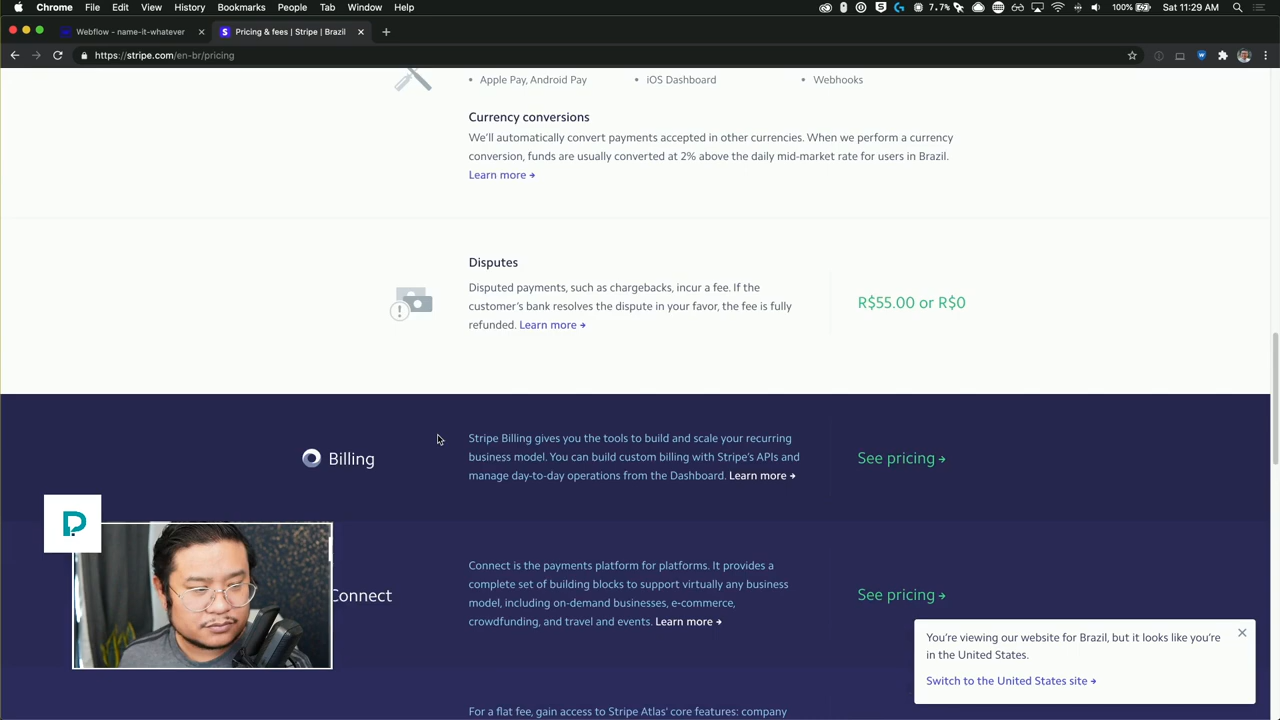 Chrome File Edit View History Bookmarks People Tab Window Help 7.7% 100% Sat 11:29 AM
Webflow - name-it-whatever
Pricing & fees | Stripe | Brazil
https://stripe.com/en-br/pricing
• Apple Pay, Android Pay • iOS Dashboard • Webhooks
Currency conversions
We'll automatically convert payments accepted in other currencies. When we perform a currency
conversion, funds are usually converted at 2% above the daily mid-market rate for users in Brazil.
Learn more →
Disputes
Disputed payments, such as chargebacks, incur a fee. If the
customer's bank resolves the dispute in your favor, the fee is fully
refunded. Learn more →
R$55.00 or R$0
Billing
Stripe Billing gives you the tools to build and scale your recurring
business model. You can build custom billing with Stripe's APIs and
manage day-to-day operations from the Dashboard. Learn more →
See pricing →
Connect
Connect is the payments platform for platforms. It provides a
complete set of building blocks to support virtually any business
model, including on-demand businesses, e-commerce,
crowdfunding, and travel and events. Learn more →
See pricing →
You're viewing our website for Brazil, but it looks like you're
in the United States.
Switch to the United States site →
For a flat fee, gain access to Stripe Atlas' core features: company